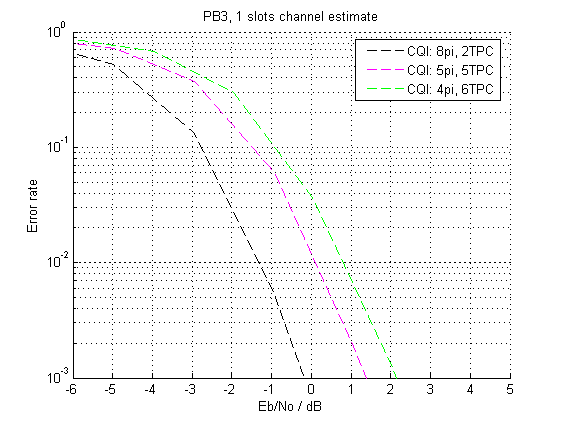 PB3, 1 slots channel estimate
10^0
10^-1
10^-2
10^-3
Error rate
CQI: 8pi, 2TPC
CQI: 5pi, 5TPC
CQI: 4pi, 6TPC
-6 -5 -4 -3 -2 -1 0 1 2 3 4 5
Eb/No / dB